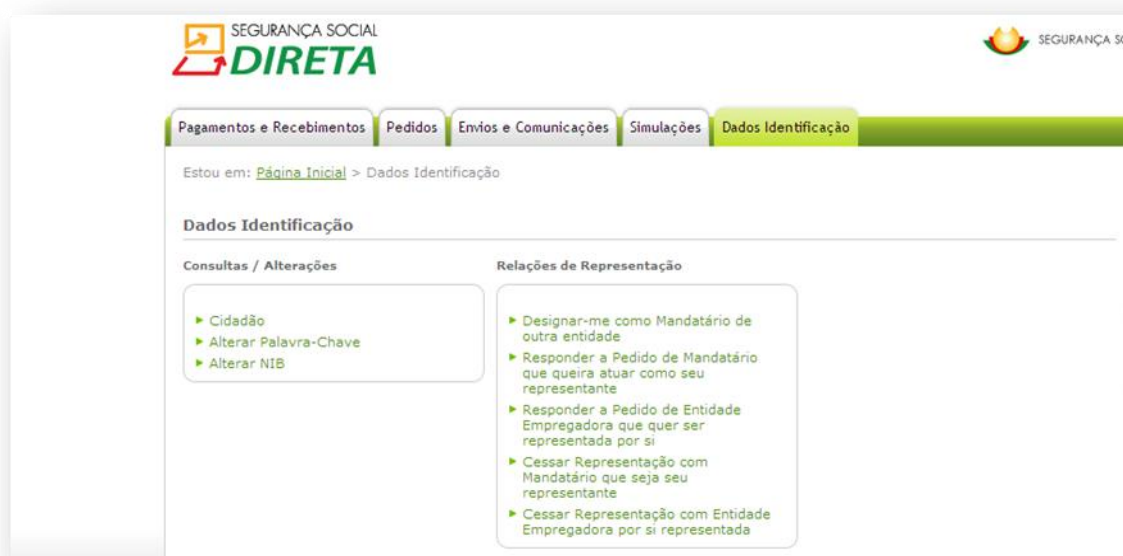 SEGURANÇA SOCIAL
DIRETA
SEGURANÇA
Pagamentos e Recebimentos Pedidos Envios e Comunicações Simulações Dados Identificação
Estou em: Página Inicial > Dados Identificação
Dados Identificação
Consultas / Alterações
Cidadão
Alterar Palavra-Chave
Alterar NIB
Relações de Representação
Designar-me como Mandatário de
outra entidade
Responder a Pedido de Mandatário
que queira atuar como seu
representante
Responder a Pedido de Entidade
Empregadora que quer ser
representada por si
Cessar Representação com
Mandatário que seja seu
representante
Cessar Representação com Entidade
Empregadora por si representada